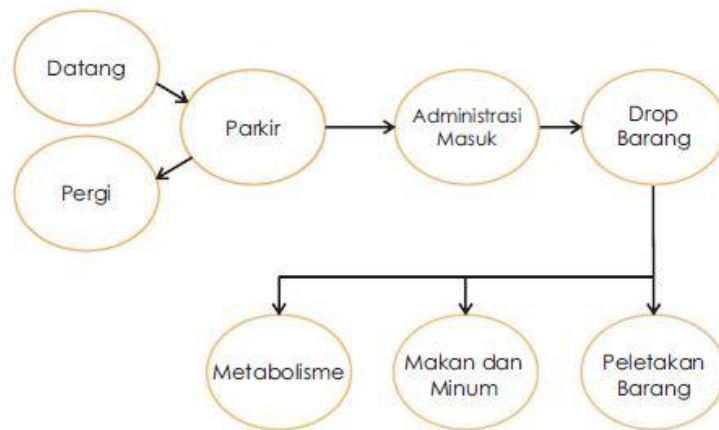 Datang
Parkir
Administrasi
Masuk
Drop
Barang
Pergi
Metabolisme
Makan dan
Minum
Peletakan
Barang